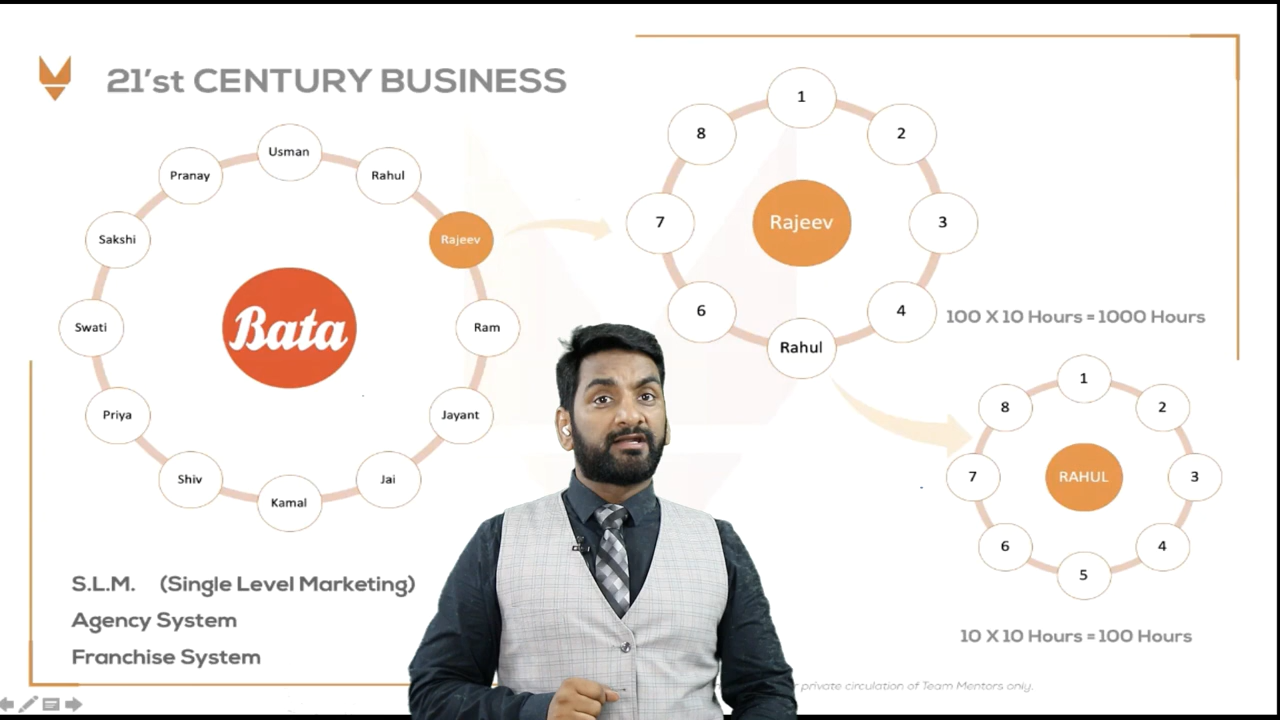 21'st CENTURY BUSINESS
Usman
Pranay
Rahul
Sakshi
Rajeev
Swati
Bata
Ram
Priya
Jayant
Shiv
Jai
Kamal
1
8
2
7
Rajeev
3
6
4
Rahul
100 X 10 Hours = 1000 Hours
1
8
2
7
RAHUL
3
6
4
5
10 X 10 Hours = 100 Hours
S.L.M. (Single Level Marketing)
Agency System
Franchise System
private circulation of Team Mentors only.